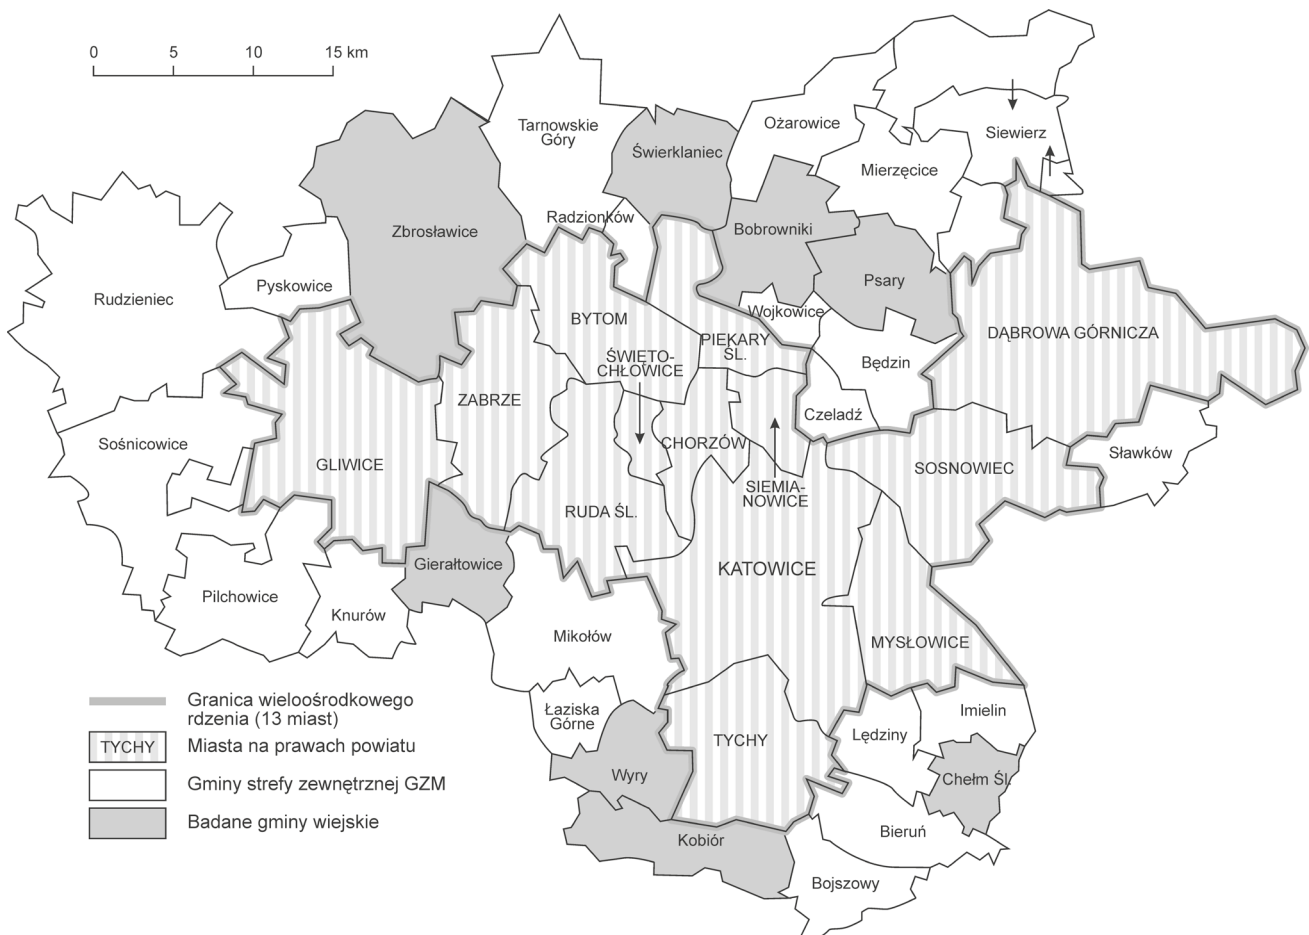 0 5 10 15 km
Tarnowskie
Góry
Świerklaniec
Ożarowice
Siewierz
Mierzęcice
Zbrosławice
Radzionków
Bobrowniki
Psary
Rudzieniec
Pyskowice
Wojkowice
BYTOM
PIEKARY
ŚL.
DĄBROWA GÓRNICZA
ŚWIĘTO-
CHŁOWICE
Będzin
ZABRZE
Czeladź
Sośnicowice
CHORZÓW
Sławków
GLIWICE
SOSNOWIEC
SIEMIA-
NOWICE
RUDA ŚL.
Gierałtowice
KATOWICE
Pilchowice
Knurów
Mikołów
MYSŁOWICE
Łaziska
Górne
Imielin
Lędziny
TYCHY
Wyry
Chełm Śl.
Bieruń
Kobiór
Bojszowy
Granica wieloośrodkowego
rdzenia (13 miast)
TYCHY Miasta na prawach powiatu
Gminy strefy zewnętrznej GZM
Badane gminy wiejskie